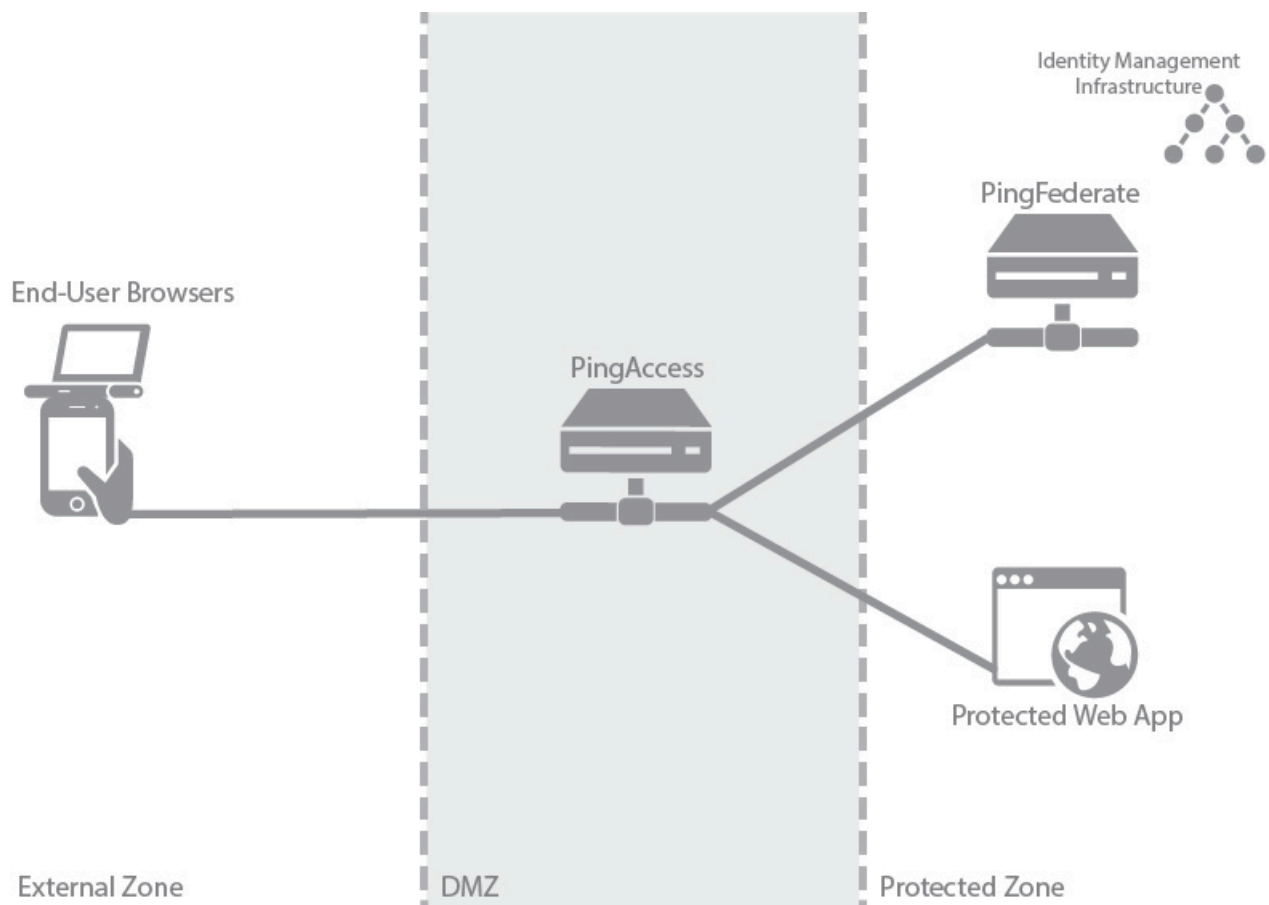 Identity Management
Infrastructure
PingFederate
End-User Browsers
PingAccess
Protected Web App
External Zone
DMZ
Protected Zone